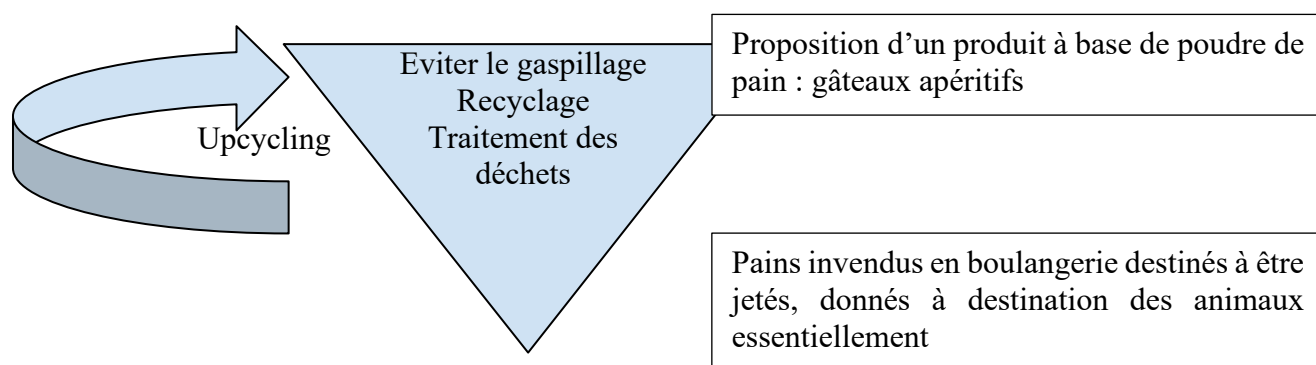 Upcycling
Eviter le gaspillage
Recyclage
Traitement des
déchets
Proposition d’un produit à base de poudre de
pain : gâteaux apéritifs
Pains invendus en boulangerie destinés à être
jetés, donnés à destination des animaux
essentiellement